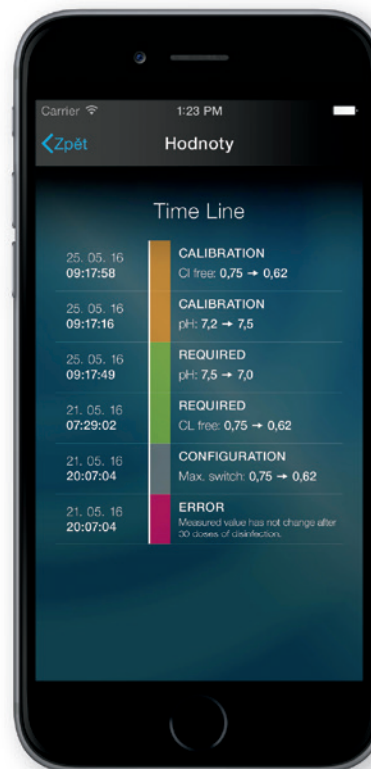 Carrier 1:23 PM
Zpět Hodnoty
Time Line
25. 05. 16 CALIBRATION
09:17:58 Cl free: 0,75 → 0,62
25. 05. 16 CALIBRATION
09:17:16 pH: 7,2 → 7,5
25. 05. 16 REQUIRED
09:17:49 pH: 7,5 → 7,0
21. 05. 16 REQUIRED
07:29:02 CL free: 0,75 → 0,62
21. 05. 16 CONFIGURATION
20:07:04 Max. switch: 0,75 → 0,62
21. 05. 16 ERROR
20:07:04 Measured value has not change after
30 doses of disinfection.